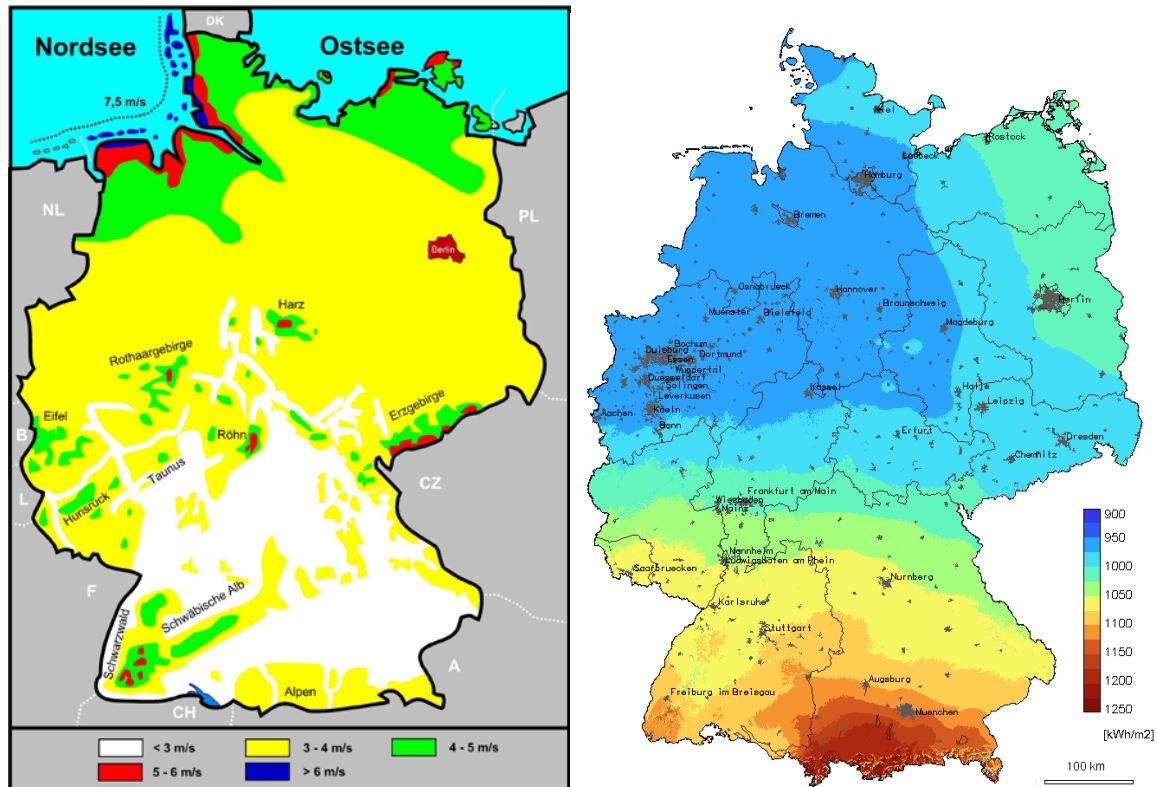 Nordsee
DK
Ostsee
7,5 m/s
NL
PL
Berlin
Harz
Rothaargebirge
Eifel
Erzgebirge
B
Röhn
Taunus
CZ
L
Hunsrück
F
Schwäbische Alb
Schwarzwald
A
Alpen
CH
< 3 m/s
3 - 4 m/s
4 - 5 m/s
5 - 6 m/s
> 6 m/s
Kiel
Rostock
Luebeck
Hamburg
Bremen
Osnabrueck
Hannover
Berlin
Braunschweig
Muenster
Bielefeld
Magdeburg
Bochum
Duisburg
Dortmund
Essen
Wuppertal
Duesseldorf
Solingen
Kassel
Halle
Leverkusen
Leipzig
Koeln
Aachen
Bonn
Erfurt
Dresden
Chemnitz
Frankfurt am Main
Wiesbaden
Mainz
Mannheim
Ludwigshafen am Rhein
Saarbruecken
Nurnberg
Karlsruhe
Stuttgart
Augsburg
Freiburg im Breisgau
Muenchen
900
950
1000
1050
1100
1150
1200
1250
[kWh/m2]
100 km